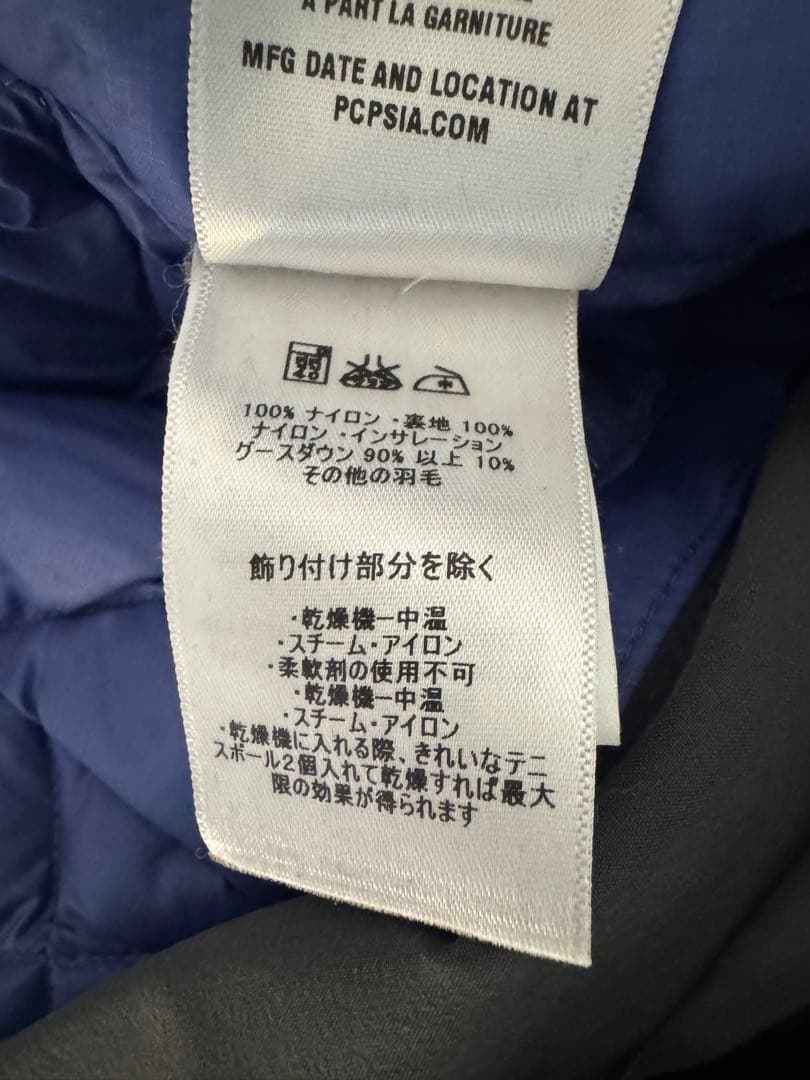 À PART LA GARNITURE
MFG DATE AND LOCATION AT
PCPSIA.COM
40
中
100% ナイロン ・裏地 100%
ナイロン ・インサレーション
グースダウン 90% 以上 10%
その他の羽毛
飾り付け部分を除く
・乾燥機ー中温
・スチーム・アイロン
・柔軟剤の使用不可
・乾燥機ー中温
・スチーム・アイロン
・乾燥機に入れる際、きれいなテニ
スボール2個入れて乾燥すれば最大
限の効果が得られます